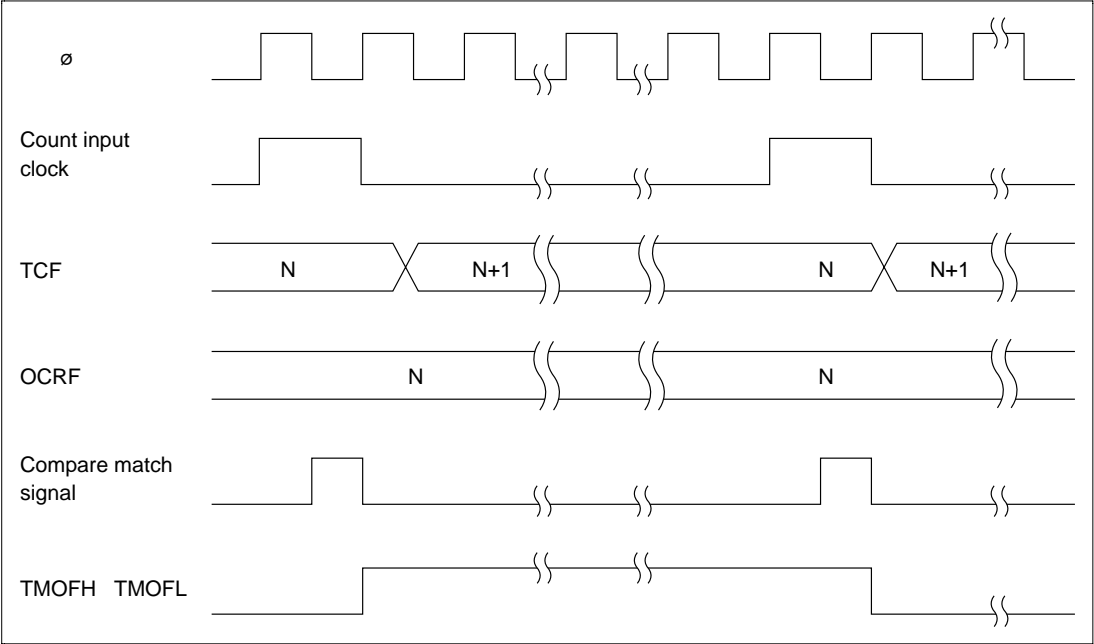 ø
Count input
clock
TCF
N
N+1
N
N+1
OCRF
N
N
Compare match
signal
TMOFH TMOFL